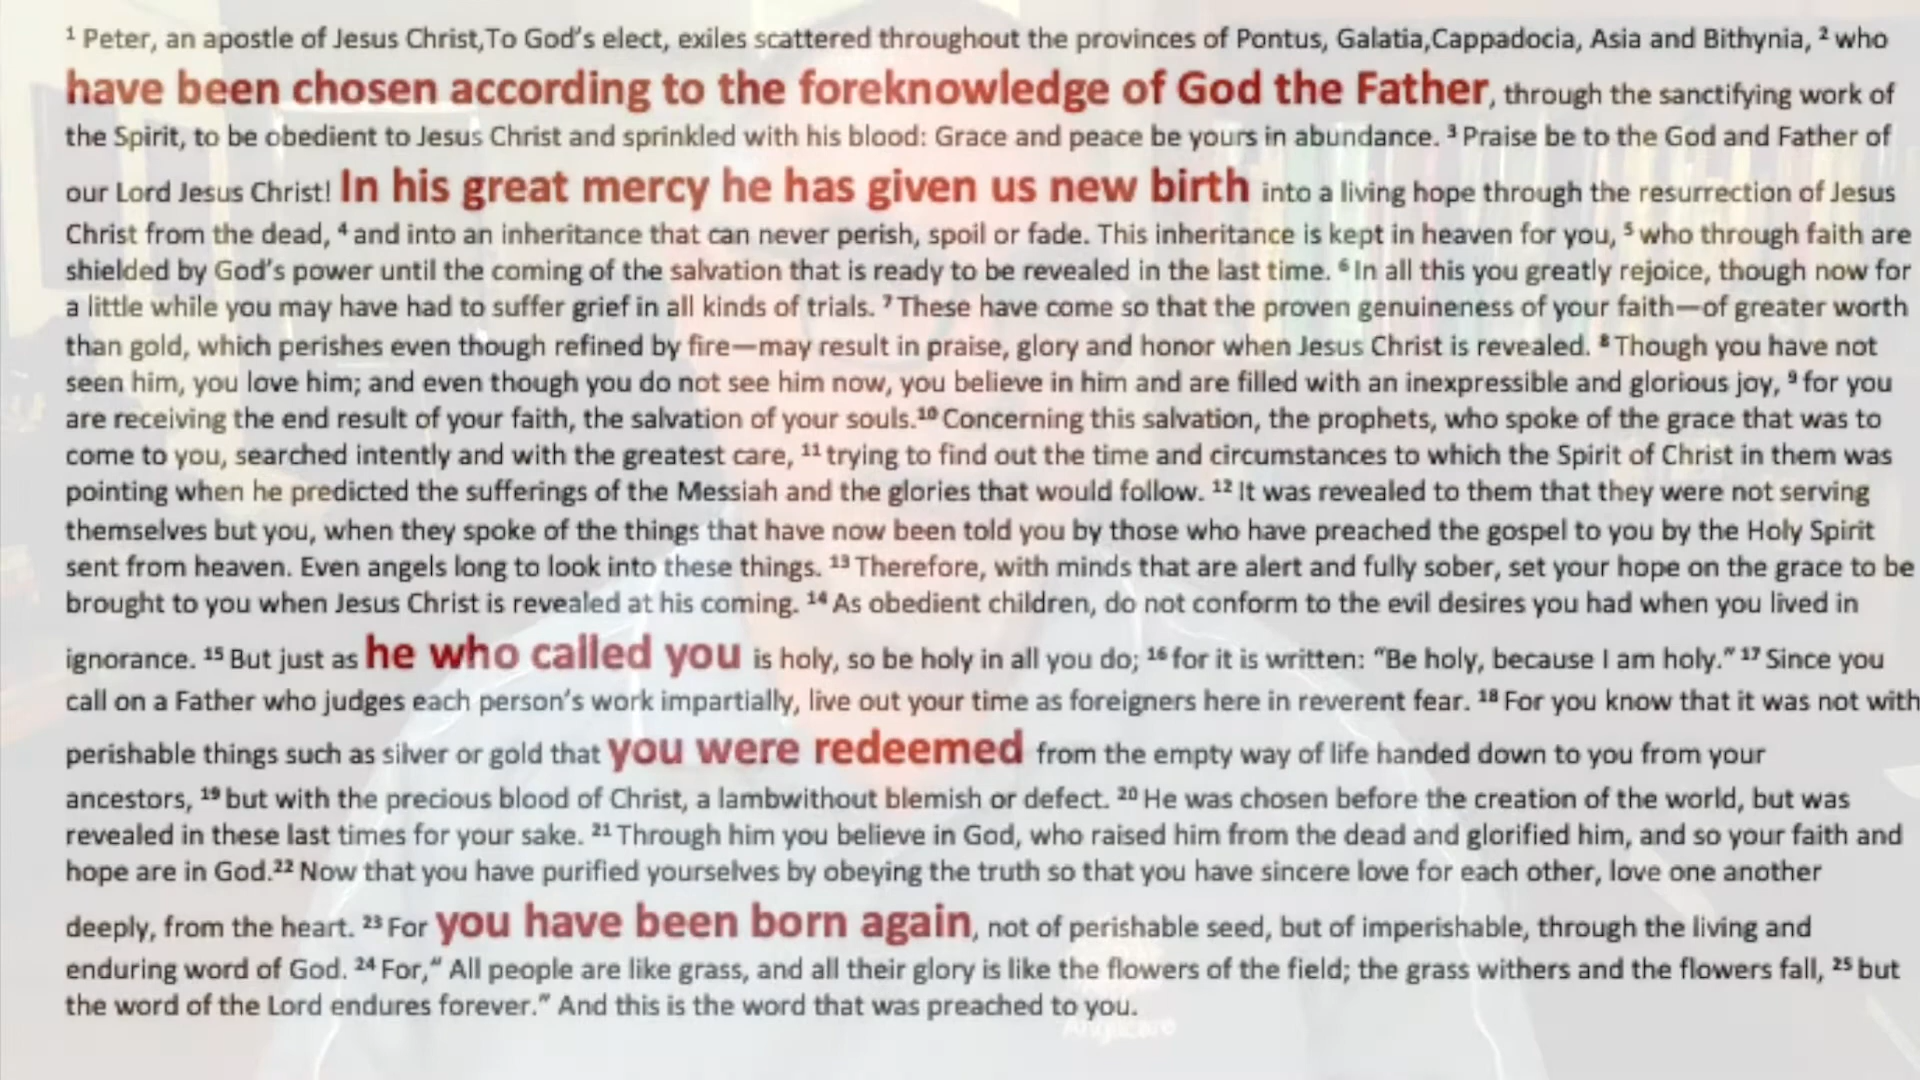 ¹ Peter, an apostle of Jesus Christ,To God's elect, exiles scattered throughout the provinces of Pontus, Galatia,Cappadocia, Asia and Bithynia, ² who
have been chosen according to the foreknowledge of God the Father, through the sanctifying work of
the Spirit, to be obedient to Jesus Christ and sprinkled with his blood: Grace and peace be yours in abundance. ³ Praise be to the God and Father of
our Lord Jesus Christ! In his great mercy he has given us new birth into a living hope through the resurrection of Jesus
Christ from the dead, ⁴ and into an inheritance that can never perish, spoil or fade. This inheritance is kept in heaven for you, ⁵ who through faith are
shielded by God's power until the coming of the salvation that is ready to be revealed in the last time. ⁶ In all this you greatly rejoice, though now for
a little while you may have had to suffer grief in all kinds of trials. ⁷ These have come so that the proven genuineness of your faith—of greater worth
than gold, which perishes even though refined by fire—may result in praise, glory and honor when Jesus Christ is revealed. ⁸ Though you have not
seen him, you love him; and even though you do not see him now, you believe in him and are filled with an inexpressible and glorious joy, ⁹ for you
are receiving the end result of your faith, the salvation of your souls.¹⁰ Concerning this salvation, the prophets, who spoke of the grace that was to
come to you, searched intently and with the greatest care, ¹¹ trying to find out the time and circumstances to which the Spirit of Christ in them was
pointing when he predicted the sufferings of the Messiah and the glories that would follow. ¹² It was revealed to them that they were not serving
themselves but you, when they spoke of the things that have now been told you by those who have preached the gospel to you by the Holy Spirit
sent from heaven. Even angels long to look into these things. ¹³ Therefore, with minds that are alert and fully sober, set your hope on the grace to be
brought to you when Jesus Christ is revealed at his coming. ¹⁴ As obedient children, do not conform to the evil desires you had when you lived in
ignorance. ¹⁵ But just as he who called you is holy, so be holy in all you do; ¹⁶ for it is written: "Be holy, because I am holy." ¹⁷ Since you
call on a Father who judges each person's work impartially, live out your time as foreigners here in reverent fear. ¹⁸ For you know that it was not with
perishable things such as silver or gold that you were redeemed from the empty way of life handed down to you from your
ancestors, ¹⁹ but with the precious blood of Christ, a lambwithout blemish or defect. ²⁰ He was chosen before the creation of the world, but was
revealed in these last times for your sake. ²¹ Through him you believe in God, who raised him from the dead and glorified him, and so your faith and
hope are in God.²² Now that you have purified yourselves by obeying the truth so that you have sincere love for each other, love one another
deeply, from the heart. ²³ For you have been born again, not of perishable seed, but of imperishable, through the living and
enduring word of God. ²⁴ For," All people are like grass, and all their glory is like the flowers of the field; the grass withers and the flowers fall, ²⁵ but
the word of the Lord endures forever." And this is the word that was preached to you.